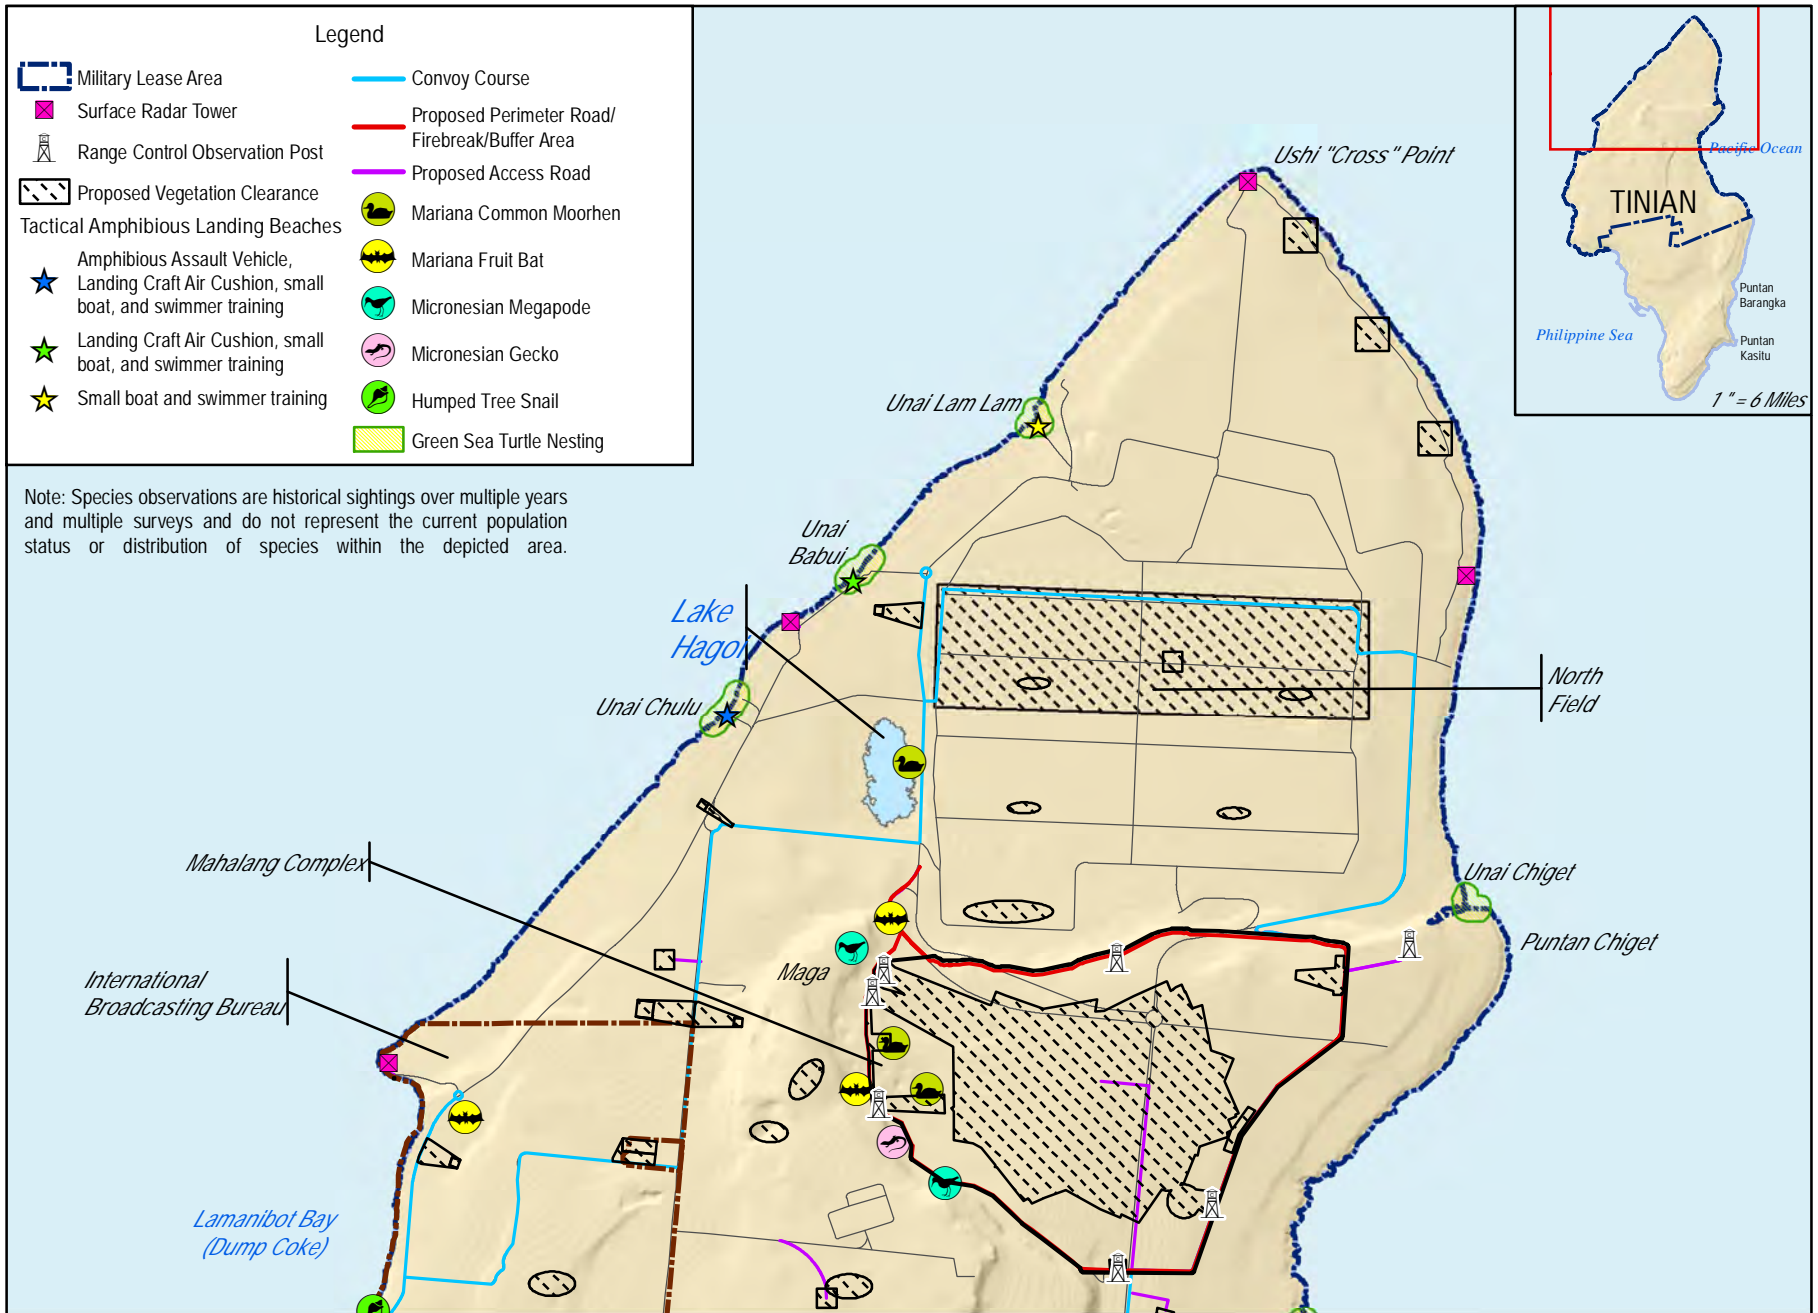 Legend
Military Lease Area
Surface Radar Tower
Range Control Observation Post
Proposed Vegetation Clearance
Tactical Amphibious Landing Beaches
Amphibious Assault Vehicle,
Landing Craft Air Cushion, small
boat, and swimmer training
Landing Craft Air Cushion, small
boat, and swimmer training
Small boat and swimmer training
Convoy Course
Proposed Perimeter Road/
Firebreak/Buffer Area
Proposed Access Road
Mariana Common Moorhen
Mariana Fruit Bat
Micronesian Megapode
Micronesian Gecko
Humped Tree Snail
Green Sea Turtle Nesting
Note: Species observations are historical sightings over multiple years
and multiple surveys and do not represent the current population
status or distribution of species within the depicted area.
Pacific Ocean
TINIAN
Puntan
Barangka
Philippine Sea
Puntan
Kasitu
1 " = 6 Miles
Ushi "Cross" Point
Unai Lam Lam
Unai
Babui
Lake
Hagoi
Unai Chulu
North
Field
Mahalang Complex
Unai Chiget
Puntan Chiget
Maga
International
Broadcasting Bureau
Lamanibot Bay
(Dump Coke)